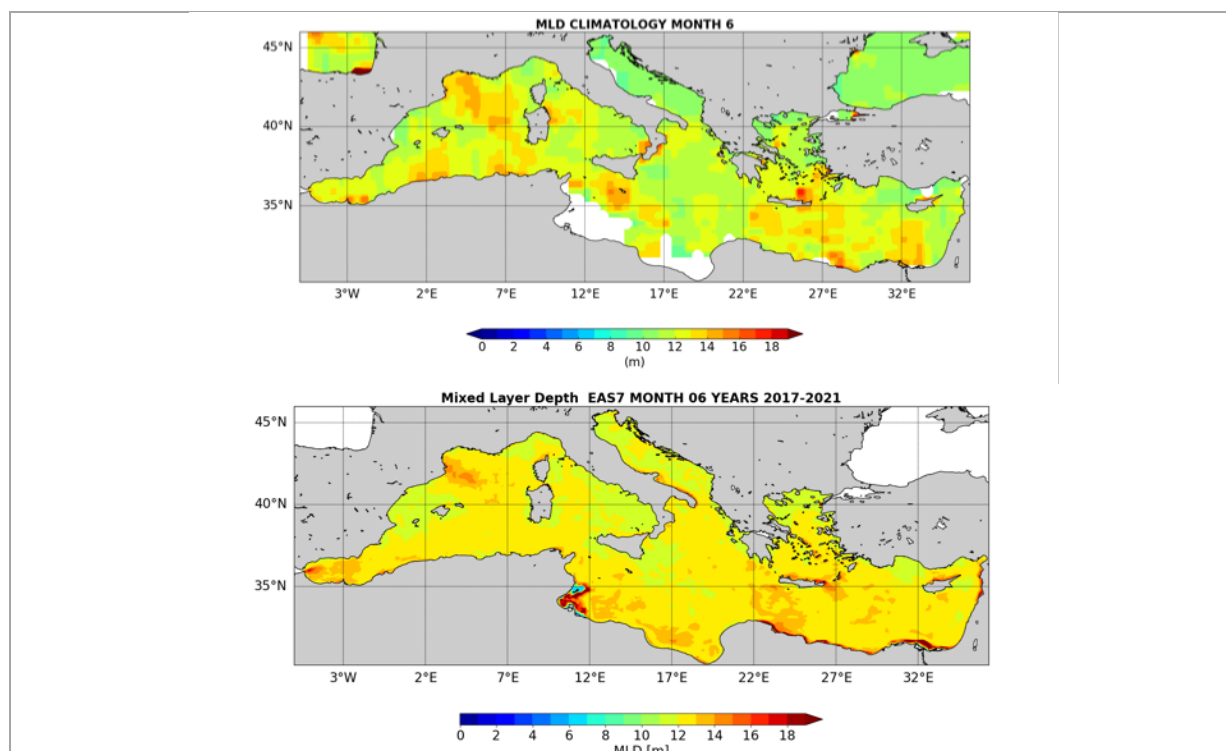 MLD CLIMATOLOGY MONTH 6
45°N
40°N
35°N
3°W 2°E 7°E 12°E 17°E 22°E 27°E 32°E
0 2 4 6 8 10 12 14 16 18
(m)
Mixed Layer Depth EAS7 MONTH 06 YEARS 2017-2021
45°N
40°N
35°N
3°W 2°E 7°E 12°E 17°E 22°E 27°E 32°E
0 2 4 6 8 10 12 14 16 18
MLD [m]